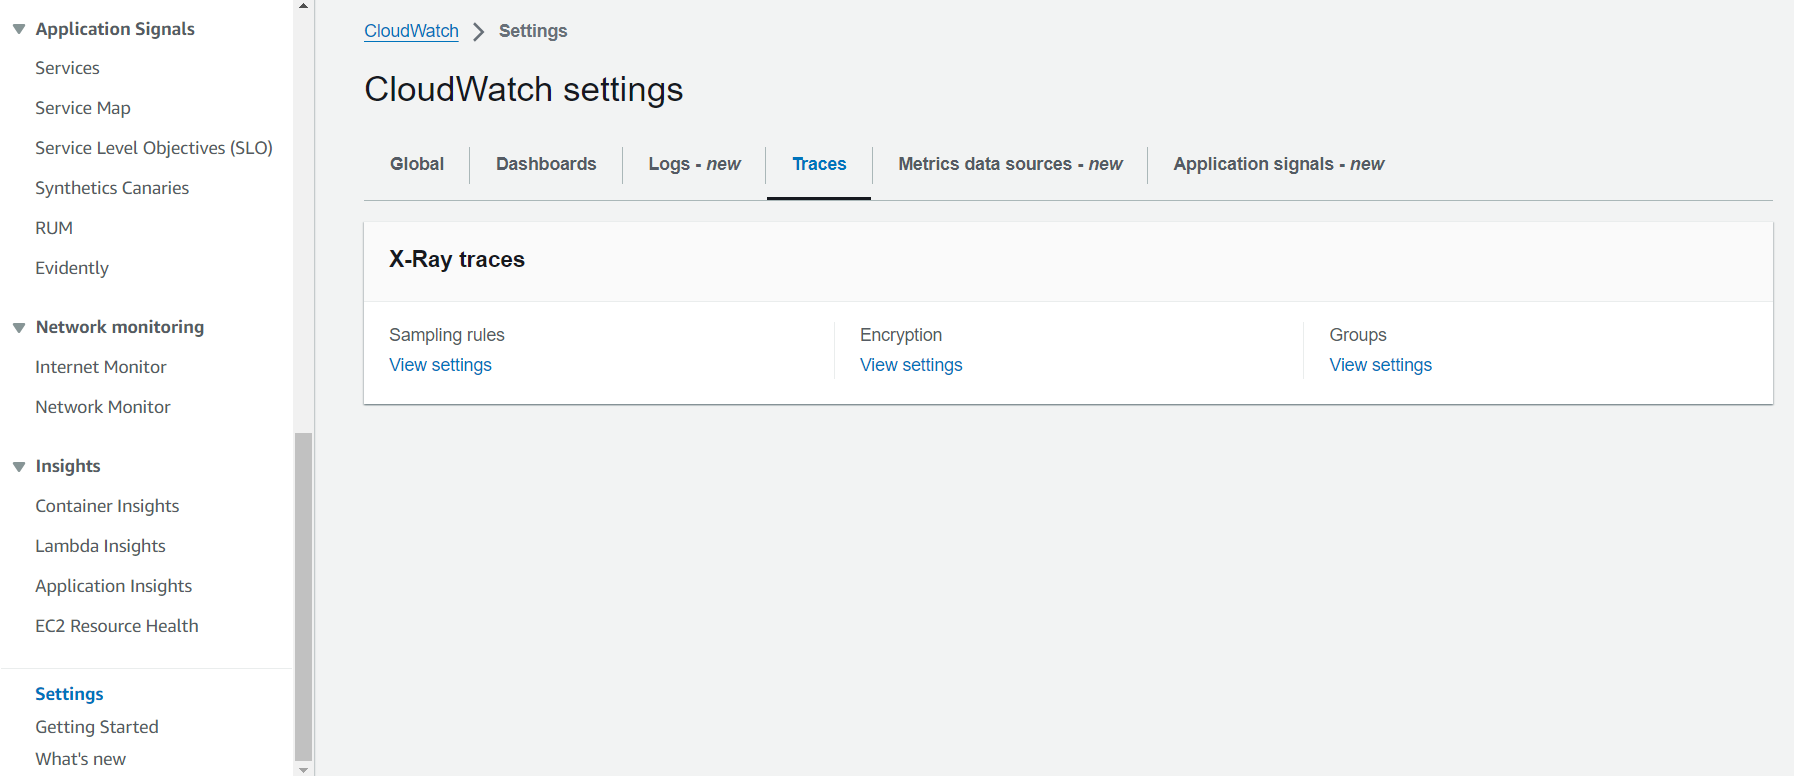 Application Signals
Services
Service Map
Service Level Objectives (SLO)
Synthetics Canaries
RUM
Evidently
Network monitoring
Internet Monitor
Network Monitor
Insights
Container Insights
Lambda Insights
Application Insights
EC2 Resource Health
Settings
Getting Started
What's new
CloudWatch Settings
CloudWatch settings
Global Dashboards Logs - new Traces Metrics data sources - new Application signals - new
X-Ray traces
Sampling rules Encryption Groups
View settings View settings View settings